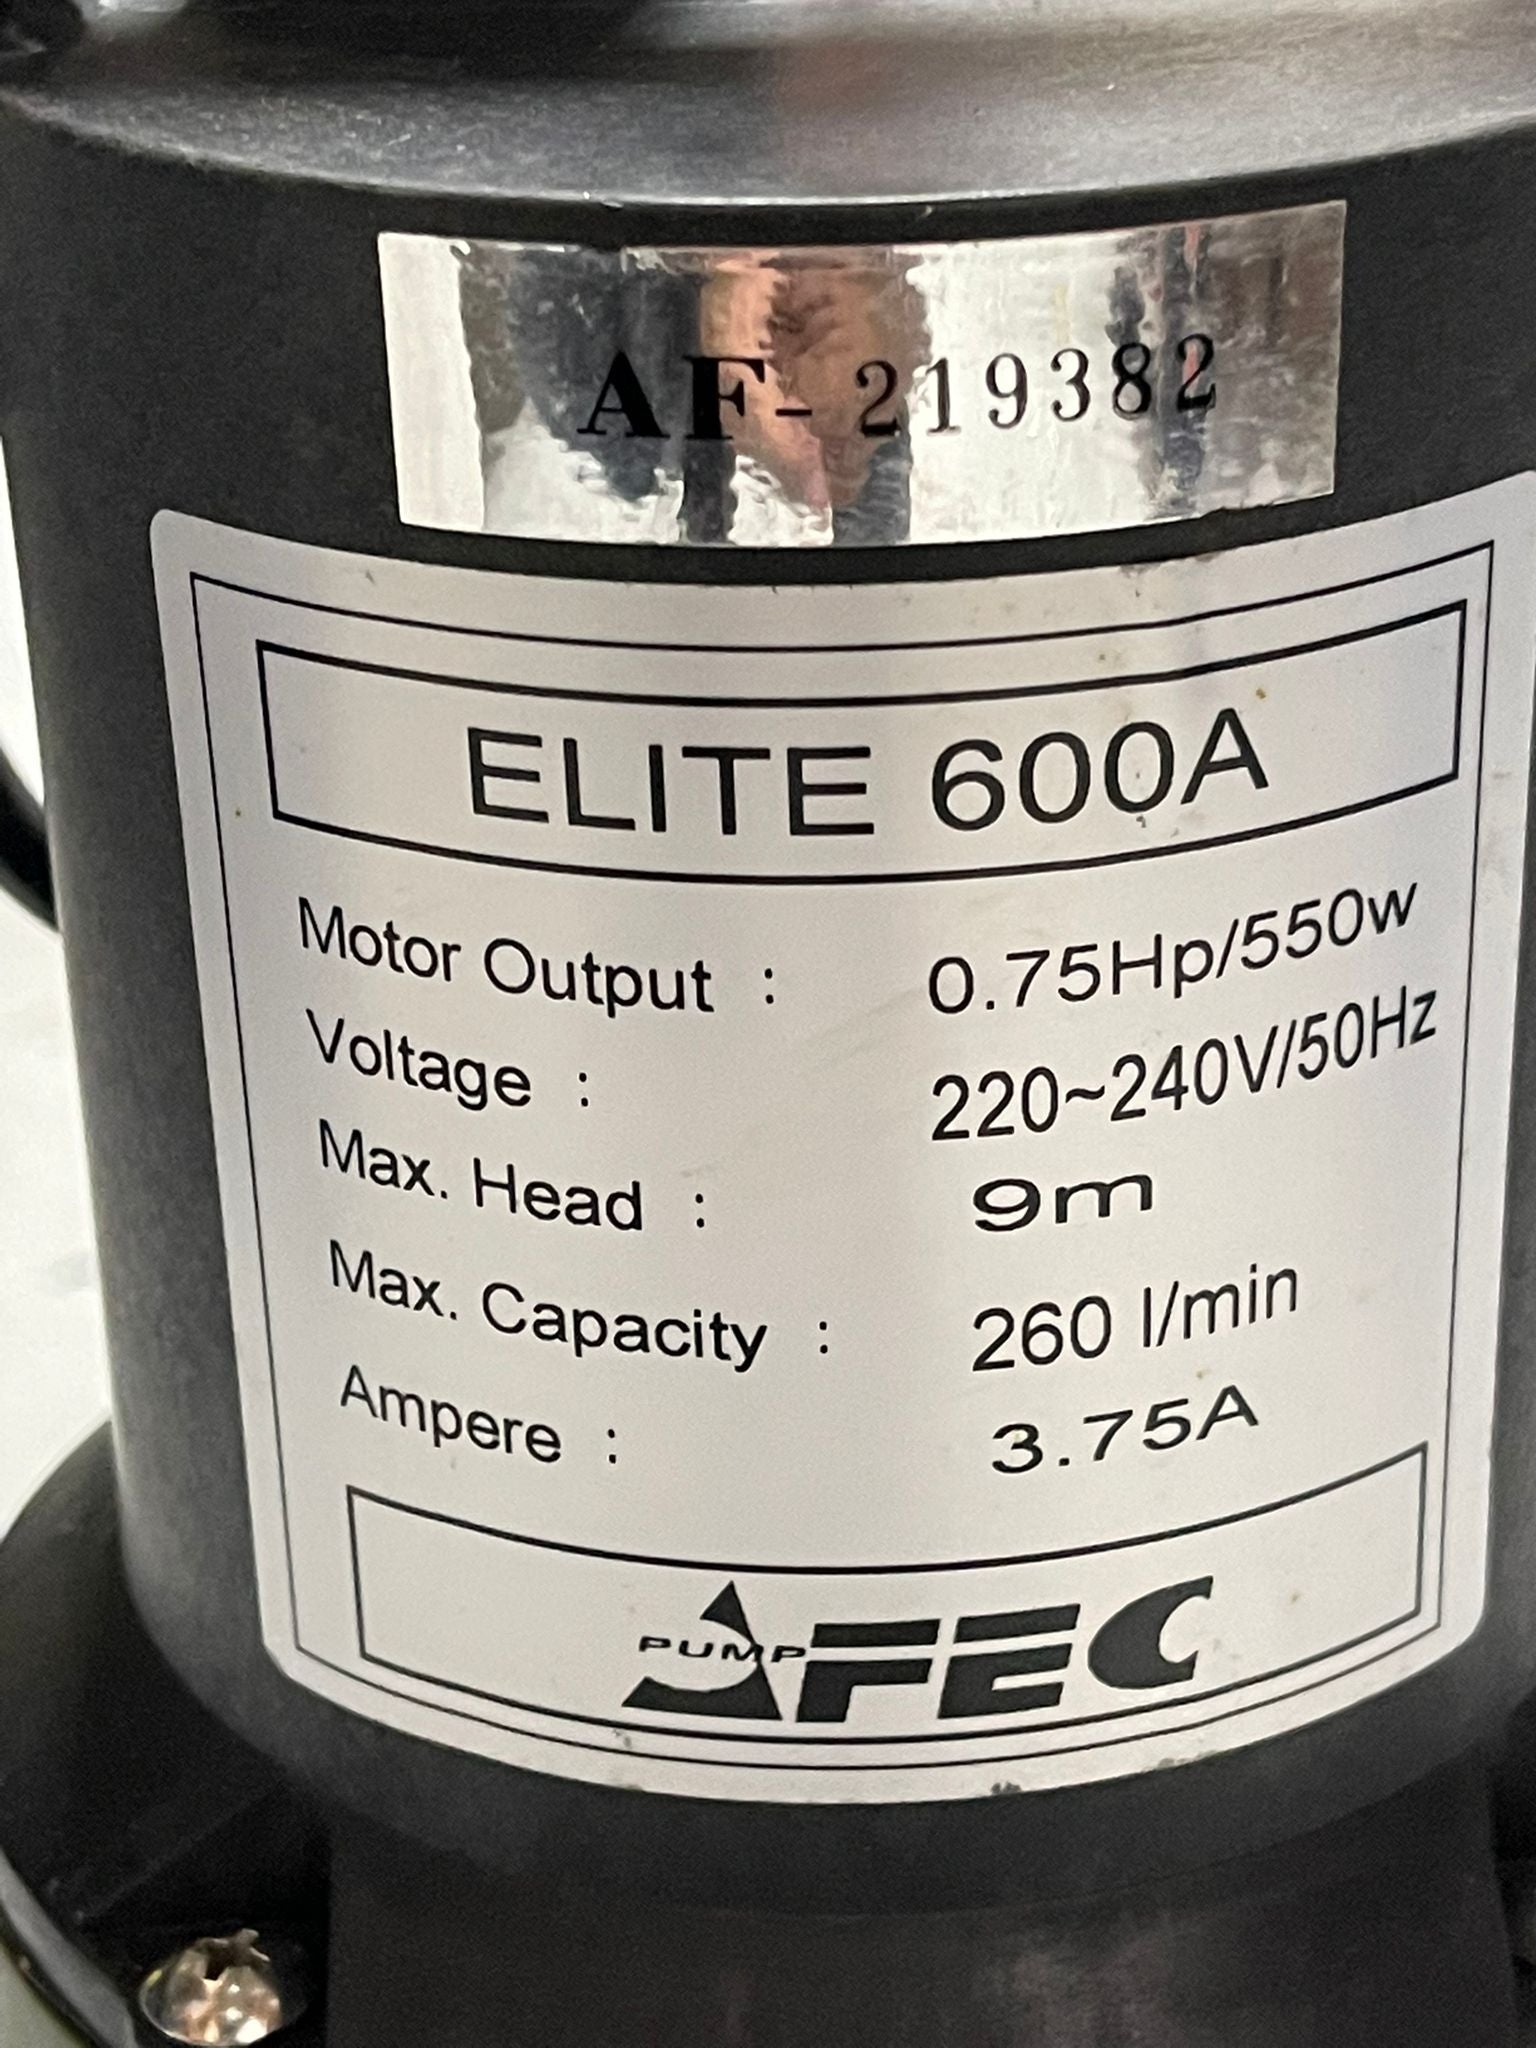 AF-219382
ELITE 600A
Motor Output : 0.75Hp/550w
Voltage : 220~240V/50Hz
Max. Head : 9m
Max. Capacity : 260 l/min
Ampere : 3.75A
PUMP AFEC